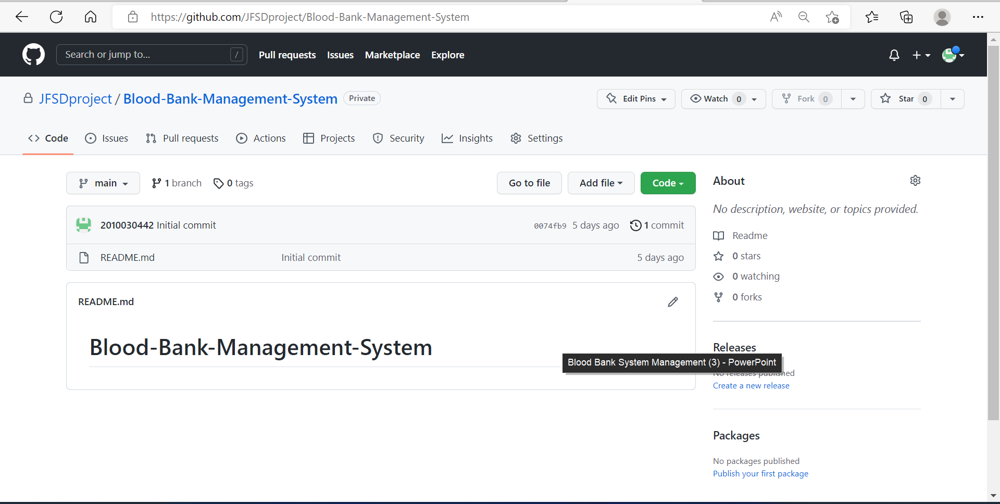 https://github.com/JFSDproject/Blood-Bank-Management-System
Search or jump to... /
Pull requests Issues Marketplace Explore
JFSDproject / Blood-Bank-Management-System Private
Edit Pins Watch 0 Fork 0 Star 0
Code Issues Pull requests Actions Projects Security Insights Settings
main 1 branch 0 tags Go to file Add file Code
2010030442 Initial commit 0074fb9 5 days ago 1 commit
README.md Initial commit 5 days ago
README.md
Blood-Bank-Management-System
About
No description, website, or topics provided.
Readme
0 stars
0 watching
0 forks
Releases
Blood Bank System Management (3) - PowerPoint
No releases published
Create a new release
Packages
No packages published
Publish your first package